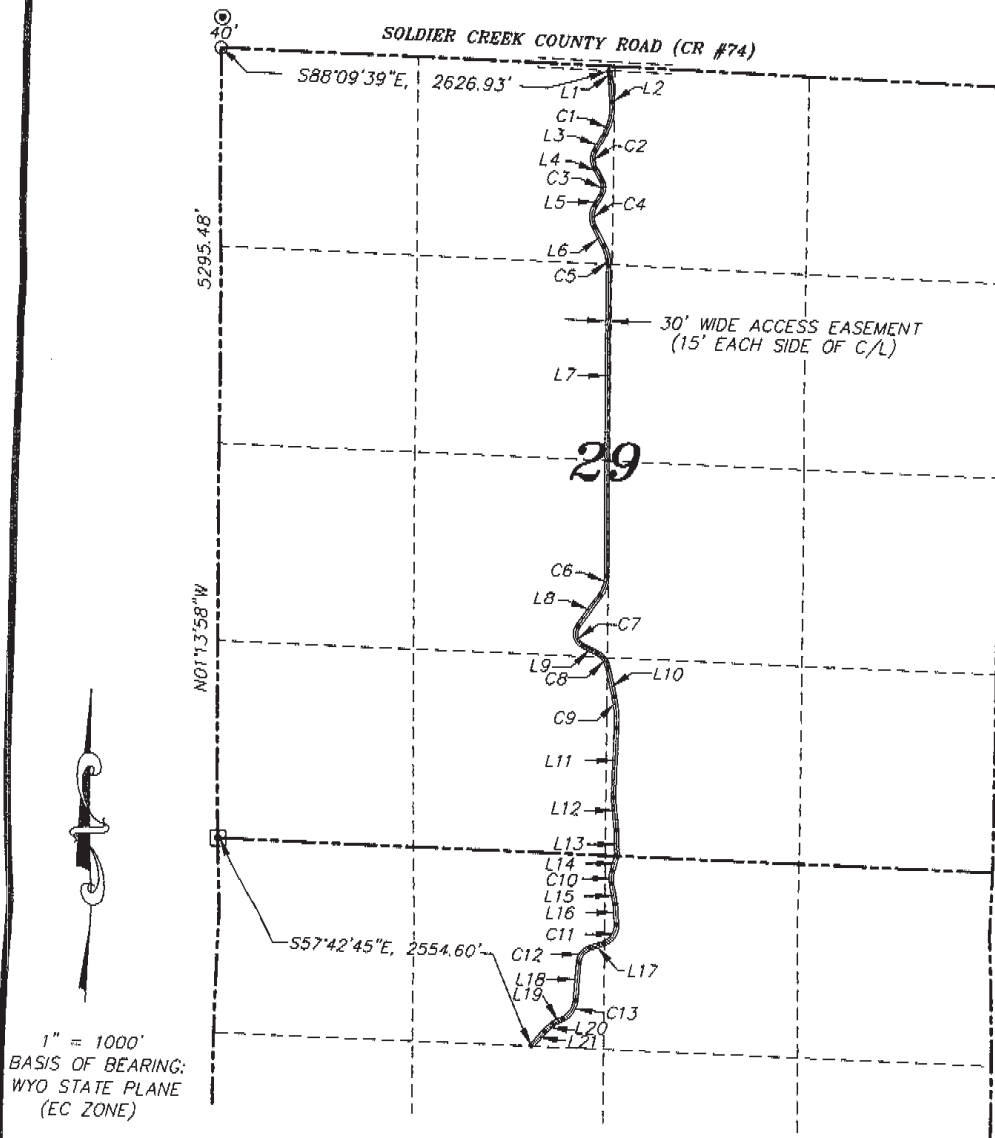 40'
SOLDIER CREEK COUNTY ROAD (CR #74)
S88°09'39"E, 2626.93'
L1
L2
C1
L3
C2
L4
C3
L5
C4
L6
C5
5295.48'
30' WIDE ACCESS EASEMENT
(15' EACH SIDE OF C/L)
L7
29
C6
L8
C7
N01°13'58"W
L9
C8
L10
C9
L11
L12
L13
L14
C10
L15
L16
C11
S57°42'45"E, 2554.60'
C12
L17
L18
L19
C13
L20
L21
1" = 1000'
BASIS OF BEARING:
WYO STATE PLANE
(EC ZONE)